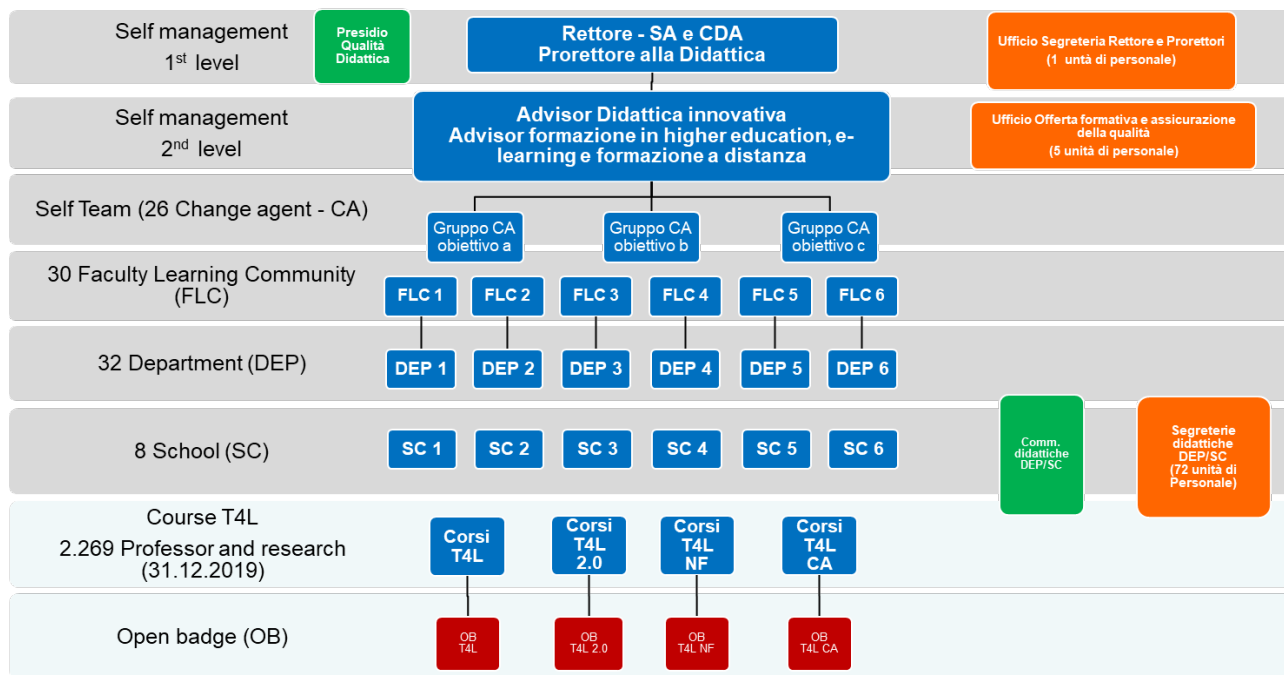 Self management
1st level
Presidio
Qualità
Didattica
Rettore - SA e CDA
Prorettore alla Didattica
Ufficio Segreteria Rettore e Prorettori
(1 untà di personale)
Self management
2nd level
Advisor Didattica innovativa
Advisor formazione in higher education, e-
learning e formazione a distanza
Ufficio Offerta formativa e assicurazione
della qualità
(5 unità di personale)
Self Team (26 Change agent - CA)
Gruppo CA
obiettivo a
Gruppo CA
obiettivo b
Gruppo CA
obiettivo c
30 Faculty Learning Community
(FLC)
FLC 1
FLC 2
FLC 3
FLC 4
FLC 5
FLC 6
32 Department (DEP)
DEP 1
DEP 2
DEP 3
DEP 4
DEP 5
DEP 6
8 School (SC)
SC 1
SC 2
SC 3
SC 4
SC 5
SC 6
Comm.
didattiche
DEP/SC
Segreterie
didattiche
DEP/SC
(72 unità di
Personale)
Course T4L
2.269 Professor and research
(31.12.2019)
Corsi
T4L
Corsi
T4L
2.0
Corsi
T4L
NF
Corsi
T4L
CA
Open badge (OB)
OB
T4L
OB
T4L 2.0
OB
T4L NF
OB
T4L CA